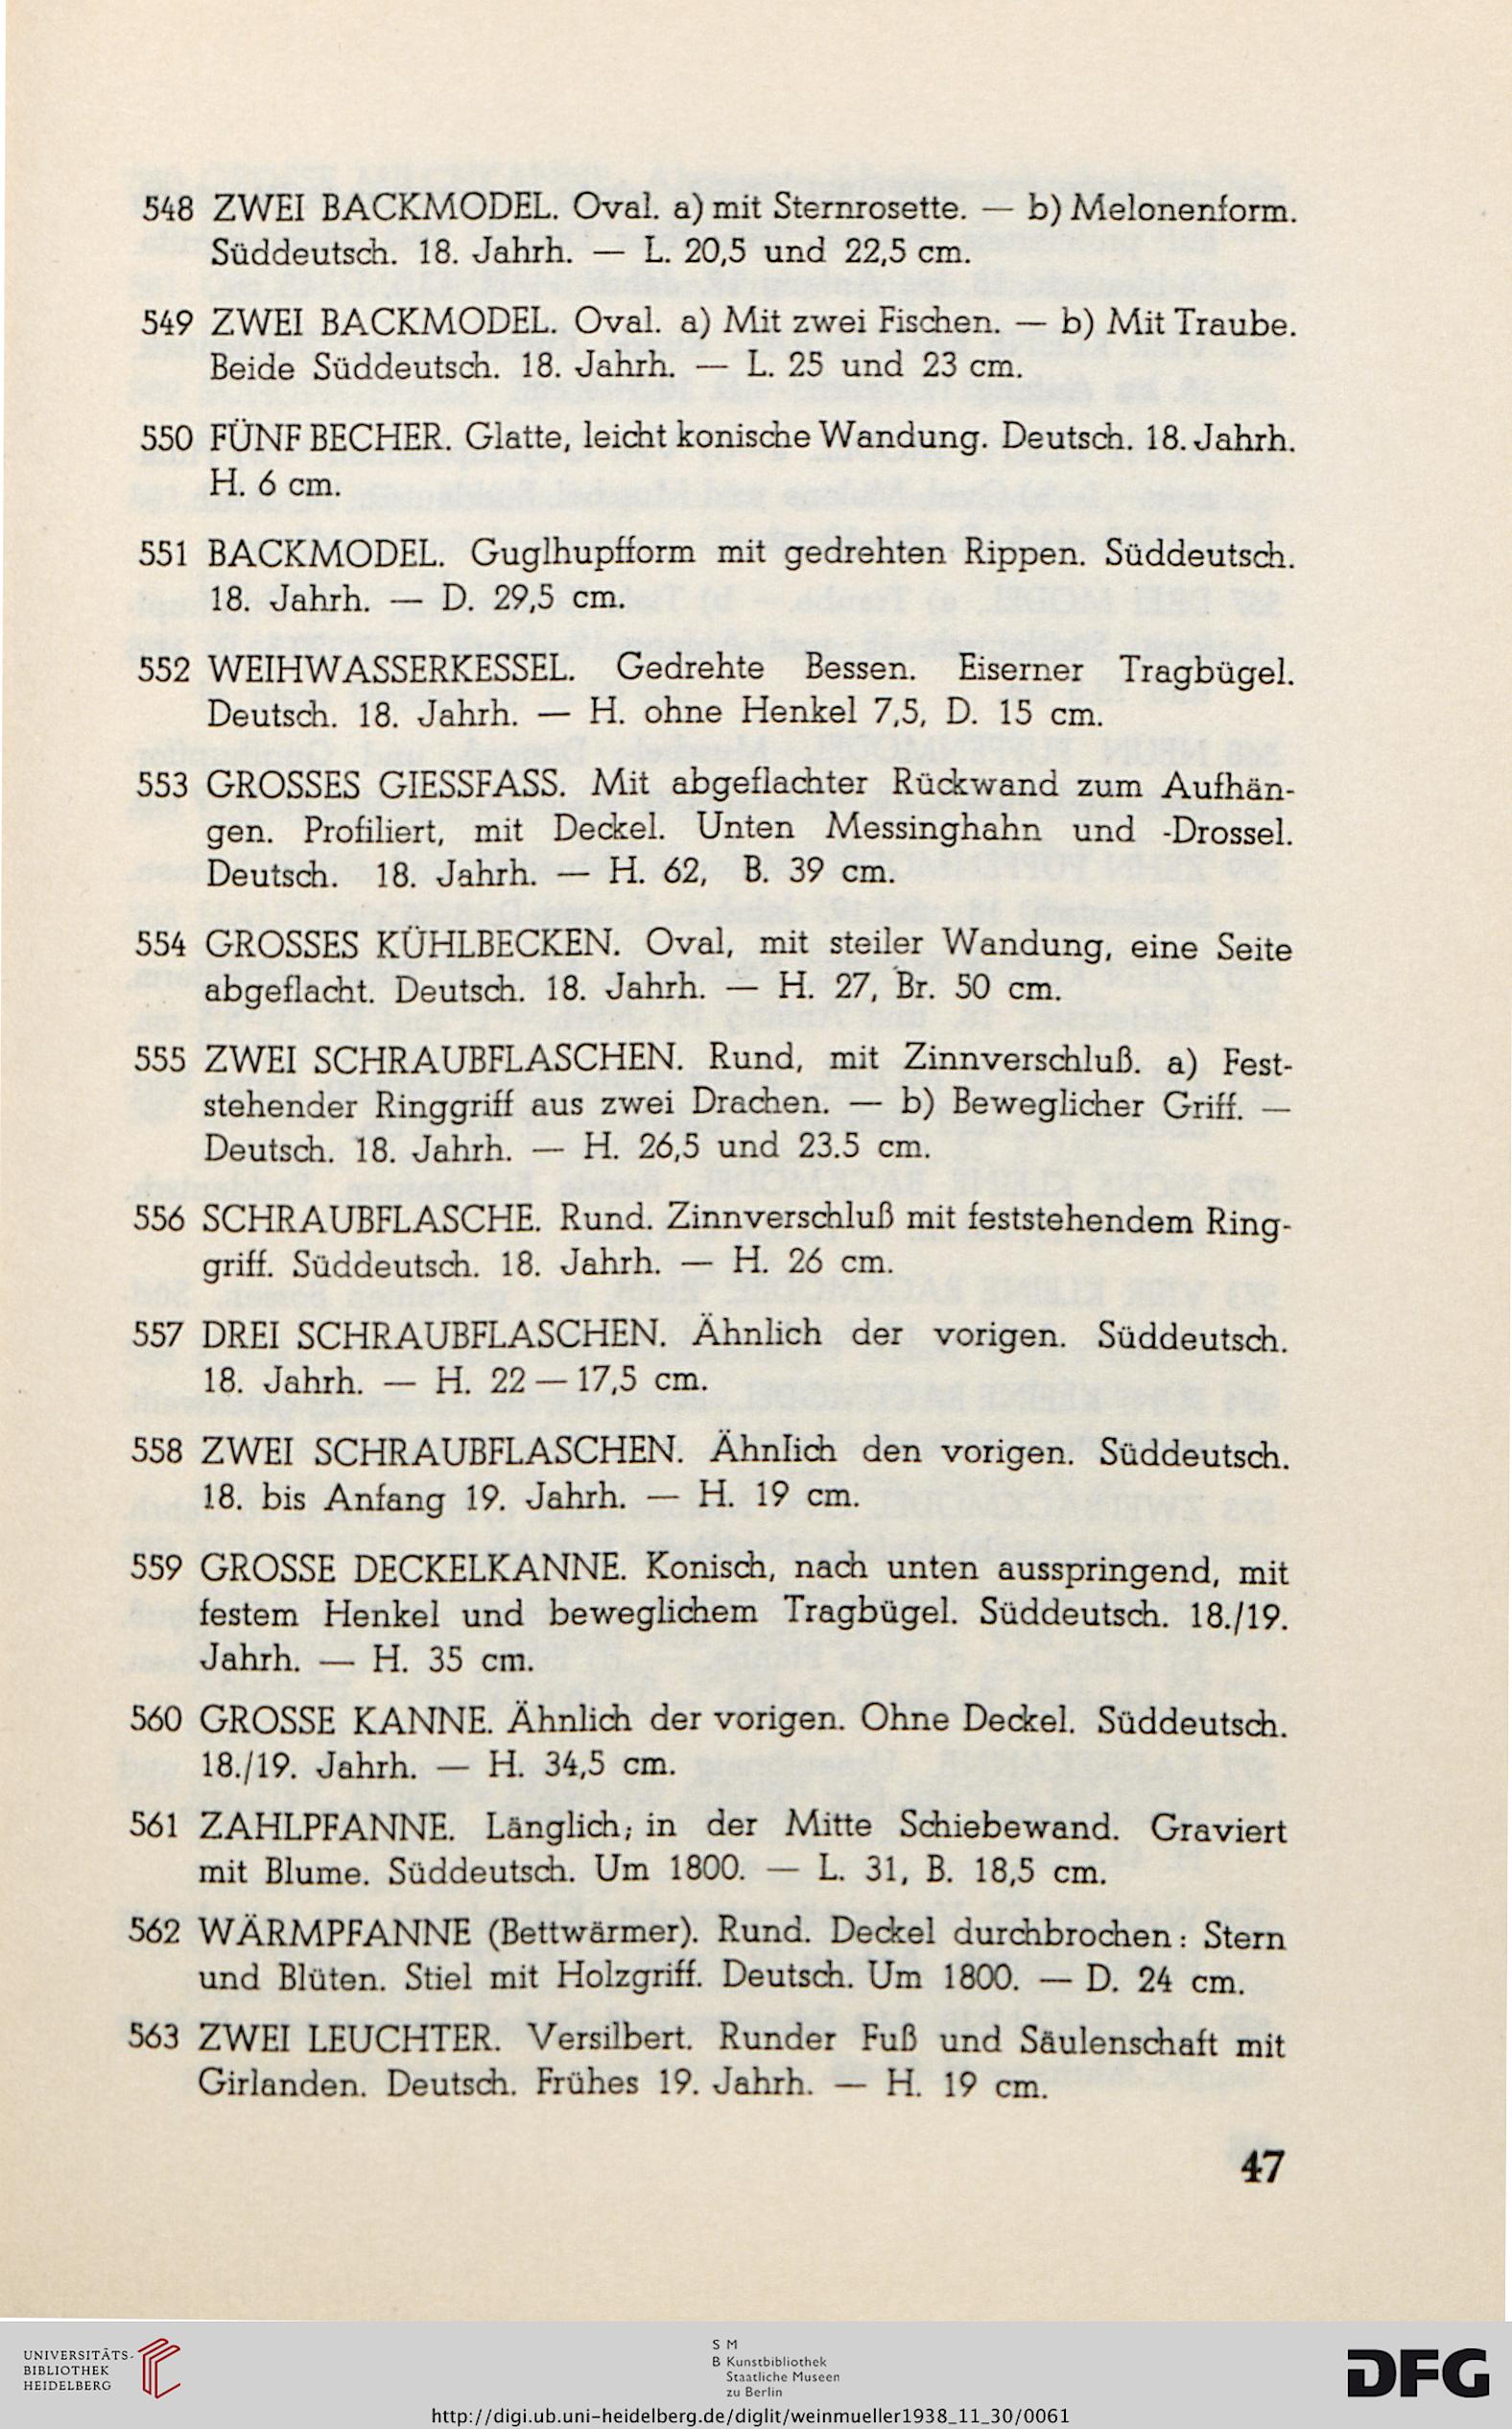 548 ZWEI BACKMODEL. Oval. a) mit Sternrosette. — b) Melonenform.
Süddeutsch. 18. Jahrh. — L. 20,5 und 22,5 cm.
549 ZWEI BACKMODEL. Oval. a) Mit zwei Fischen. — b) Mit Traube.
Beide Süddeutsch. 18. Jahrh. — L. 25 und 23 cm.
550 FÜNF BECHER. Glatte, leicht konische Wandung. Deutsch. 18. Jahrh.
H. 6 cm.
551 BACKMODEL. Guglhupfform mit gedrehten Rippen. Süddeutsch.
18. Jahrh. — D. 29,5 cm.
552 WEIHWASSERKESSEL. Gedrehte Bessen. Eiserner Tragbügel.
Deutsch. 18. Jahrh. — H. ohne Henkel 7,5, D. 15 cm.
553 GROSSES GIESSFASS. Mit abgeflachter Rückwand zum Aufhän-
gen. Profiliert, mit Deckel. Unten Messinghahn und -Drossel.
Deutsch. 18. Jahrh. — H. 62, B. 39 cm.
554 GROSSES KÜHLBECKEN. Oval, mit steiler Wandung, eine Seite
abgeflacht. Deutsch. 18. Jahrh. — H. 27, Br. 50 cm.
555 ZWEI SCHRAUBFLASCHEN. Rund, mit Zinnverschluß. a) Fest-
stehender Ringgriff aus zwei Drachen. — b) Beweglicher Griff. —
Deutsch. 18. Jahrh. — H. 26,5 und 23.5 cm.
556 SCHRAUBFLASCHE. Rund. Zinnverschluß mit feststehendem Ring-
griff. Süddeutsch. 18. Jahrh. — H. 26 cm.
557 DREI SCHRAUBFLASCHEN. Ähnlich der vorigen. Süddeutsch.
18. Jahrh. — H. 22 — 17,5 cm.
558 ZWEI SCHRAUBFLASCHEN. Ähnlich den vorigen. Süddeutsch.
18. bis Anfang 19. Jahrh. — H. 19 cm.
559 GROSSE DECKELKANNE. Konisch, nach unten ausspringend, mit
festem Henkel und beweglichem Tragbügel. Süddeutsch. 18./19.
Jahrh. — H. 35 cm.
560 GROSSE KANNE. Ähnlich der vorigen. Ohne Deckel. Süddeutsch.
18./19. Jahrh. — H. 34,5 cm.
561 ZAHLPFANNE. Länglich; in der Mitte Schiebewand. Graviert
mit Blume. Süddeutsch. Um 1800. — L. 31, B. 18,5 cm.
562 WÄRMPFANNE (Bettwärmer). Rund. Deckel durchbrochen: Stern
und Blüten. Stiel mit Holzgriff. Deutsch. Um 1800. — D. 24 cm.
563 ZWEI LEUCHTER. Versilbert. Runder Fuß und Säulenschaft mit
Girlanden. Deutsch. Frühes 19. Jahrh. — H. 19 cm.
47
UNIVERSITÄTS-
BIBLIOTHEK
HEIDELBERG
S M
B Kunstbibliothek
Staatliche Museen
zu Berlin
DFG
http://digi.ub.uni-heidelberg.de/diglit/weinmueller1938_11_30/0061